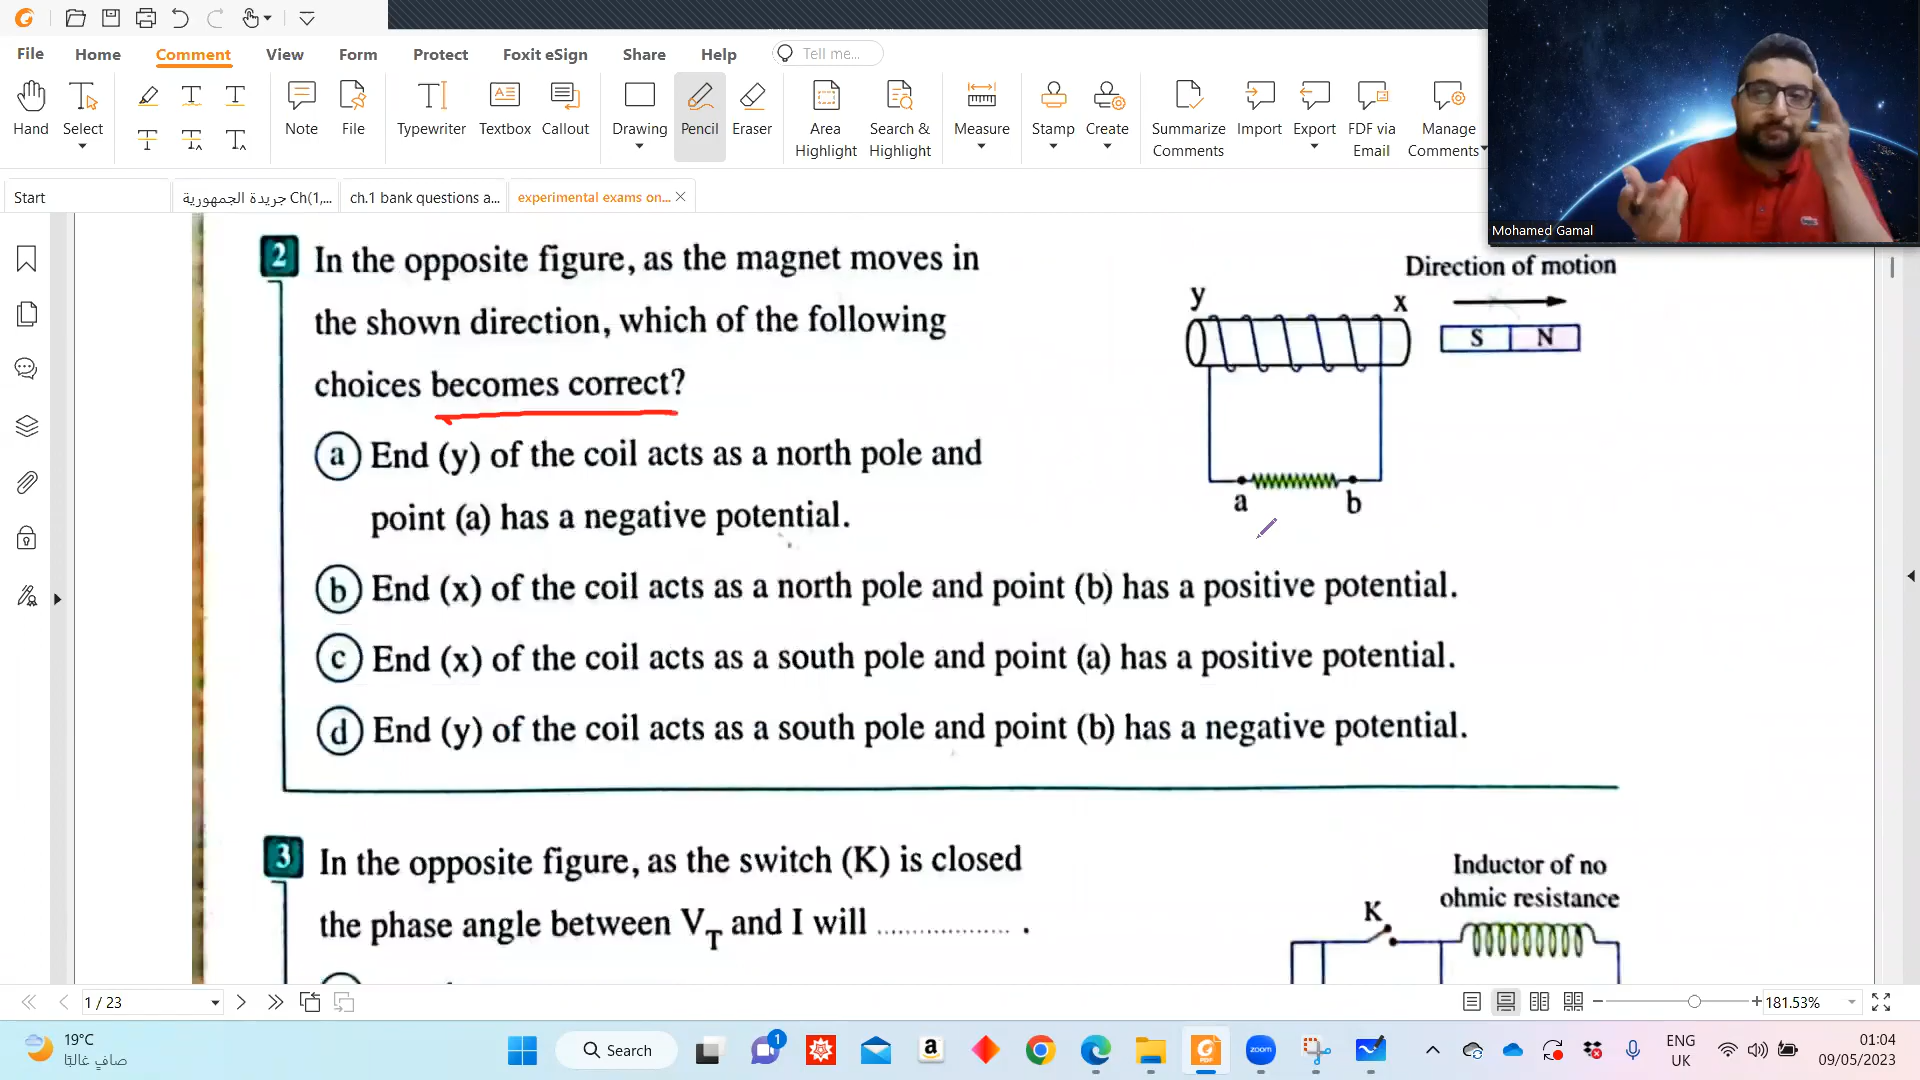 File Home Comment View Form Protect Foxit eSign Share Help Tell me...
Hand Select Note File Typewriter Textbox Callout Drawing Pencil Eraser Area Highlight Search & Highlight Measure Stamp Create Summarize Comments Import Export FDF via Email Manage Comments
Start
جريدة الجمهورية Ch(1,...
ch.1 bank questions a...
experimental exams on...
Mohamed Gamal
2 In the opposite figure, as the magnet moves in
the shown direction, which of the following
choices becomes correct?
Direction of motion
y x
S N
a b
a End (y) of the coil acts as a north pole and
point (a) has a negative potential.
b End (x) of the coil acts as a north pole and point (b) has a positive potential.
c End (x) of the coil acts as a south pole and point (a) has a positive potential.
d End (y) of the coil acts as a south pole and point (b) has a negative potential.
3 In the opposite figure, as the switch (K) is closed
the phase angle between VT and I will .................. .
Inductor of no
ohmic resistance
K
1 / 23
181.53%
19°C
صافٍ غالبًا
Search
1
a
zoom
ENG
UK
01:04
09/05/2023